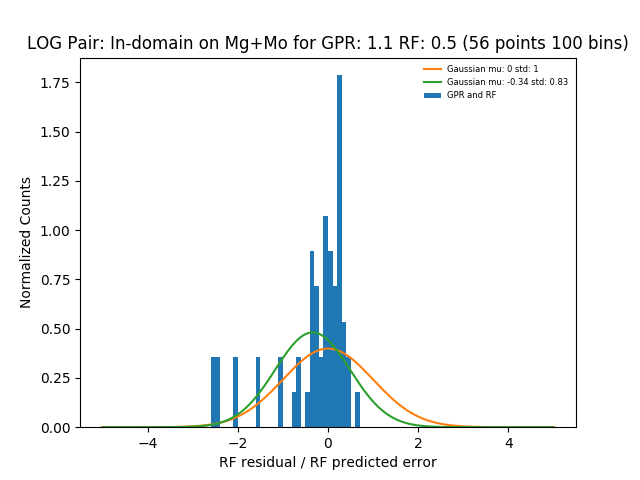 LOG Pair: In-domain on Mg+Mo for GPR: 1.1 RF: 0.5 (56 points 100 bins)
Gaussian mu: 0 std: 1
Gaussian mu: -0.34 std: 0.83
GPR and RF
Normalized Counts
1.75
1.50
1.25
1.00
0.75
0.50
0.25
0.00
−4 −2 0 2 4
RF residual / RF predicted error